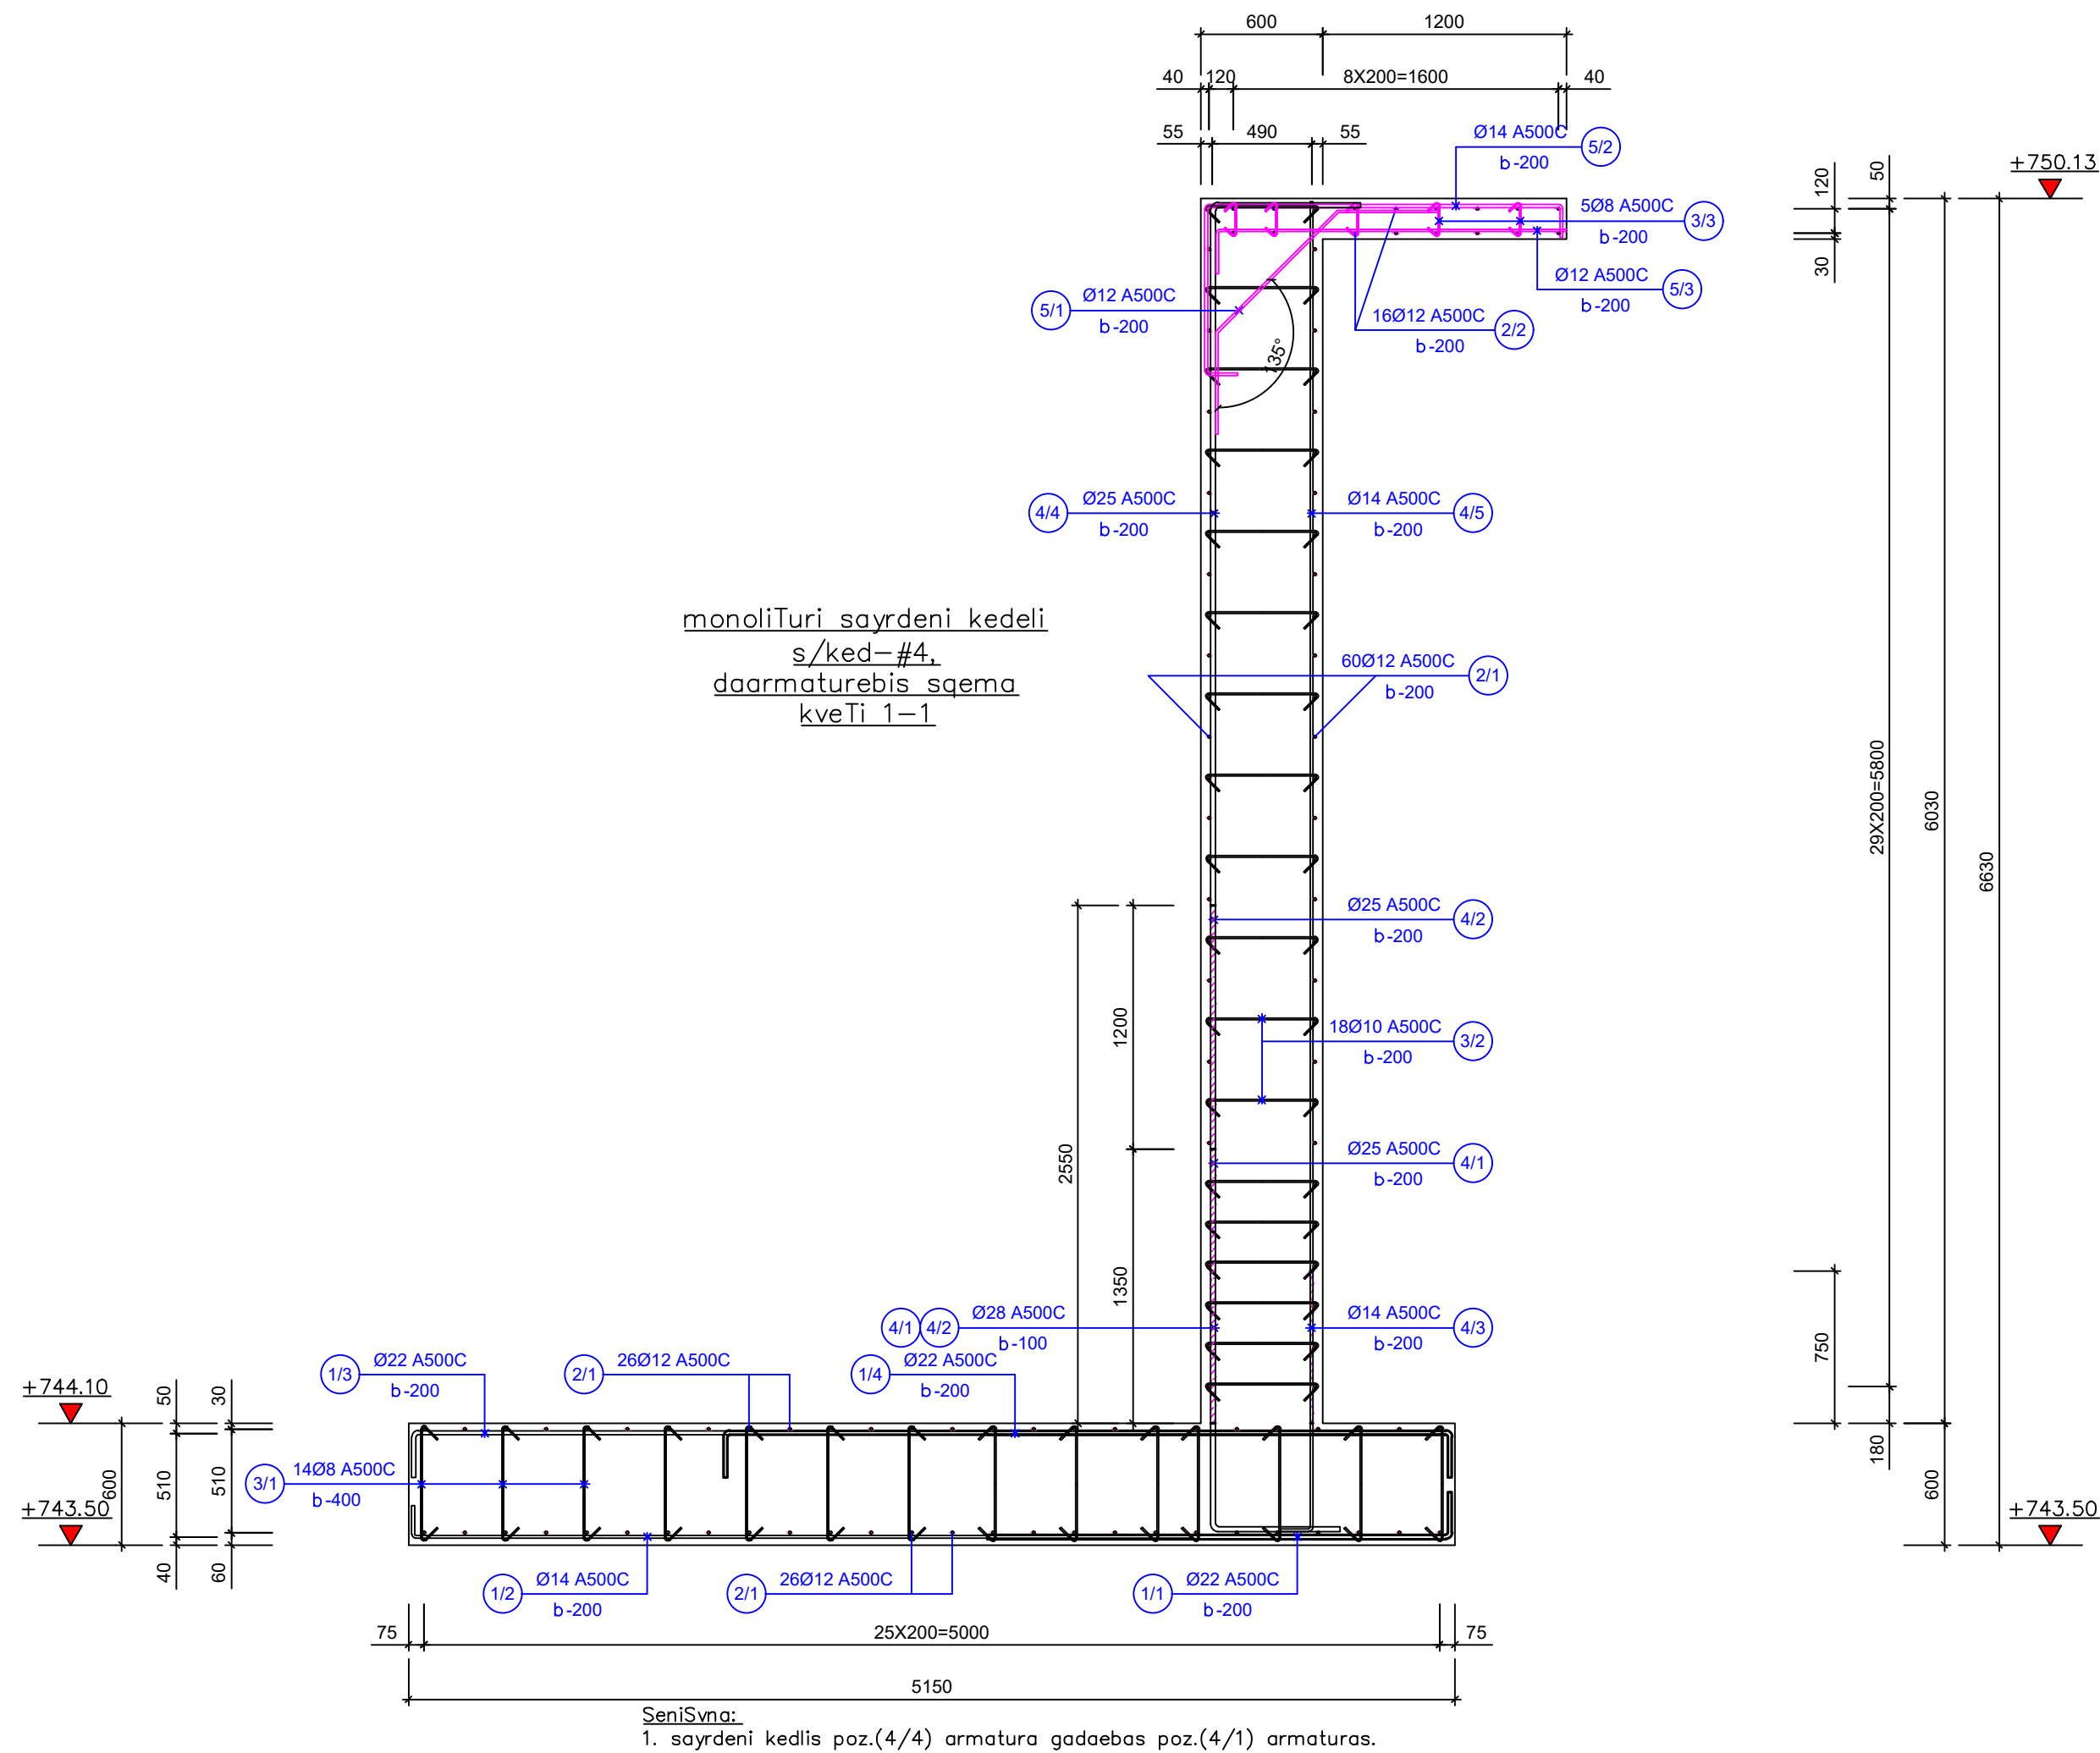 600
1200
40
120
8X200=1600
40
55
490
55
Ø14 A500C
b-200
5/2
+750.13
120
50
5Ø8 A500C
b-200
3/3
30
Ø12 A500C
b-200
5/3
5/1
Ø12 A500C
b-200
16Ø12 A500C
b-200
2/2
135°
4/4
Ø25 A500C
b-200
Ø14 A500C
b-200
4/5
monoliTuri sayrdeni kedeli
s/ked-#4,
daarmaturebis sqema
kveTi 1-1
60Ø12 A500C
b-200
2/1
29X200=5800
6030
6630
Ø25 A500C
b-200
4/2
1200
18Ø10 A500C
b-200
3/2
2550
Ø25 A500C
b-200
4/1
1350
4/1
4/2
Ø28 A500C
b-100
Ø14 A500C
b-200
4/3
750
1/3
Ø22 A500C
b-200
2/1
26Ø12 A500C
1/4
Ø22 A500C
b-200
+744.10
50
30
180
3/1
14Ø8 A500C
b-400
600
510
510
600
+743.50
+743.50
40
60
1/2
Ø14 A500C
b-200
2/1
26Ø12 A500C
1/1
Ø22 A500C
b-200
75
25X200=5000
75
5150
SeniSvna:
1. sayrdeni kedlis poz.(4/4) armatura gadaebas poz.(4/1) armaturas.